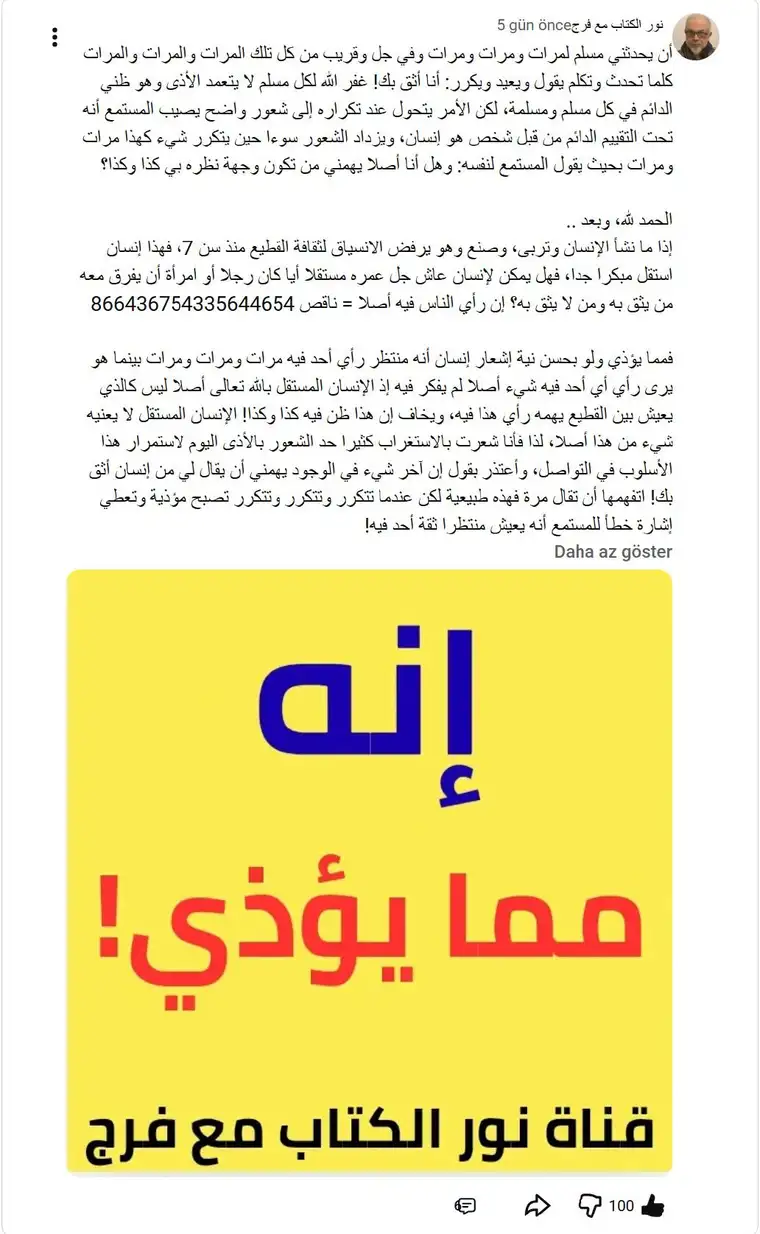 نور الكتاب مع فرج 5 gün önce
أن يحدثني مسلم لمرات ومرات ومرات وفي جل وقريب من كل تلك المرات والمرات والمرات
كلما تحدث وتكلم يقول ويعيد ويكرر: أنا أثق بك! غفر الله لكل مسلم لا يتعمد الأذى وهو ظني
الدائم في كل مسلم ومسلمة، لكن الأمر يتحول عند تكراره إلى شعور واضح يصيب المستمع أنه
تحت التقييم الدائم من قبل شخص هو إنسان، ويزداد الشعور سوءا حين يتكرر شيء كهذا مرات
ومرات بحيث يقول المستمع لنفسه: وهل أنا أصلا يهمني من تكون وجهة نظره بي كذا وكذا؟
الحمد لله، وبعد ..
إذا ما نشأ الإنسان وتربى، وصنع وهو يرفض الانسياق لثقافة القطيع منذ سن 7، فهذا إنسان
استقل مبكرا جدا، فهل يمكن لإنسان عاش جل عمره مستقلا أيا كان رجلا أو امرأة أن يفرق معه
من يثق به ومن لا يثق به؟ إن رأي الناس فيه أصلا = ناقص 866436754335644654
فمما يؤذي ولو بحسن نية إشعار إنسان أنه منتظر رأي أحد فيه مرات ومرات ومرات بينما هو
يرى رأي أي أحد فيه شيء أصلا لم يفكر فيه إذ الإنسان المستقل بالله تعالى أصلا ليس كالذي
يعيش بين القطيع يهمه رأي هذا فيه، ويخاف إن هذا ظن فيه كذا وكذا! الإنسان المستقل لا يعنيه
شيء من هذا أصلا، لذا فأنا شعرت بالاستغراب كثيرا حد الشعور بالأذى اليوم لاستمرار هذا
الأسلوب في التواصل، وأعتذر بقول إن آخر شيء في الوجود يهمني أن يقال لي من إنسان أثق
بك! اتفهمها أن تقال مرة فهذه طبيعية لكن عندما تتكرر وتتكرر وتتكرر تصبح مؤذية وتعطي
إشارة خطأ للمستمع أنه يعيش منتظرا ثقة أحد فيه!
Daha az göster
إنه
مما يؤذي!
قناة نور الكتاب مع فرج
100
6